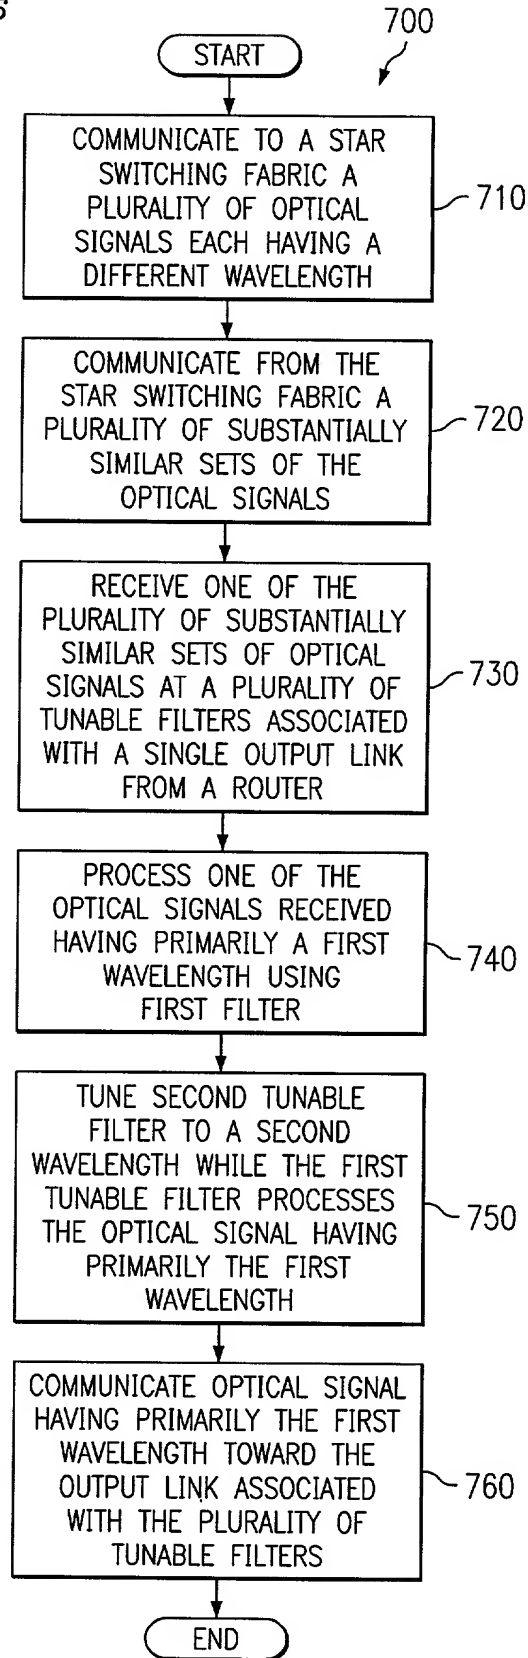 700
START
COMMUNICATE TO A STAR
SWITCHING FABRIC A
PLURALITY OF OPTICAL
SIGNALS EACH HAVING A
DIFFERENT WAVELENGTH
710
COMMUNICATE FROM THE
STAR SWITCHING FABRIC A
PLURALITY OF SUBSTANTIALLY
SIMILAR SETS OF THE
OPTICAL SIGNALS
720
RECEIVE ONE OF THE
PLURALITY OF SUBSTANTIALLY
SIMILAR SETS OF OPTICAL
SIGNALS AT A PLURALITY OF
TUNABLE FILTERS ASSOCIATED
WITH A SINGLE OUTPUT LINK
FROM A ROUTER
730
PROCESS ONE OF THE
OPTICAL SIGNALS RECEIVED
HAVING PRIMARILY A FIRST
WAVELENGTH USING
FIRST FILTER
740
TUNE SECOND TUNABLE
FILTER TO A SECOND
WAVELENGTH WHILE THE FIRST
TUNABLE FILTER PROCESSES
THE OPTICAL SIGNAL HAVING
PRIMARILY THE FIRST
WAVELENGTH
750
COMMUNICATE OPTICAL SIGNAL
HAVING PRIMARILY THE FIRST
WAVELENGTH TOWARD THE
OUTPUT LINK ASSOCIATED
WITH THE PLURALITY OF
TUNABLE FILTERS
760
END